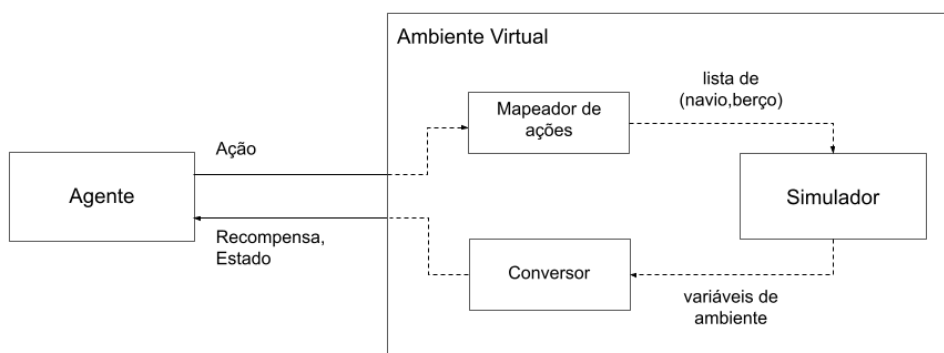 Ambiente Virtual
lista de
(navio,berço)
Mapeador de
ações
Ação
Agente
Simulador
Recompensa,
Estado
Conversor
variáveis de
ambiente